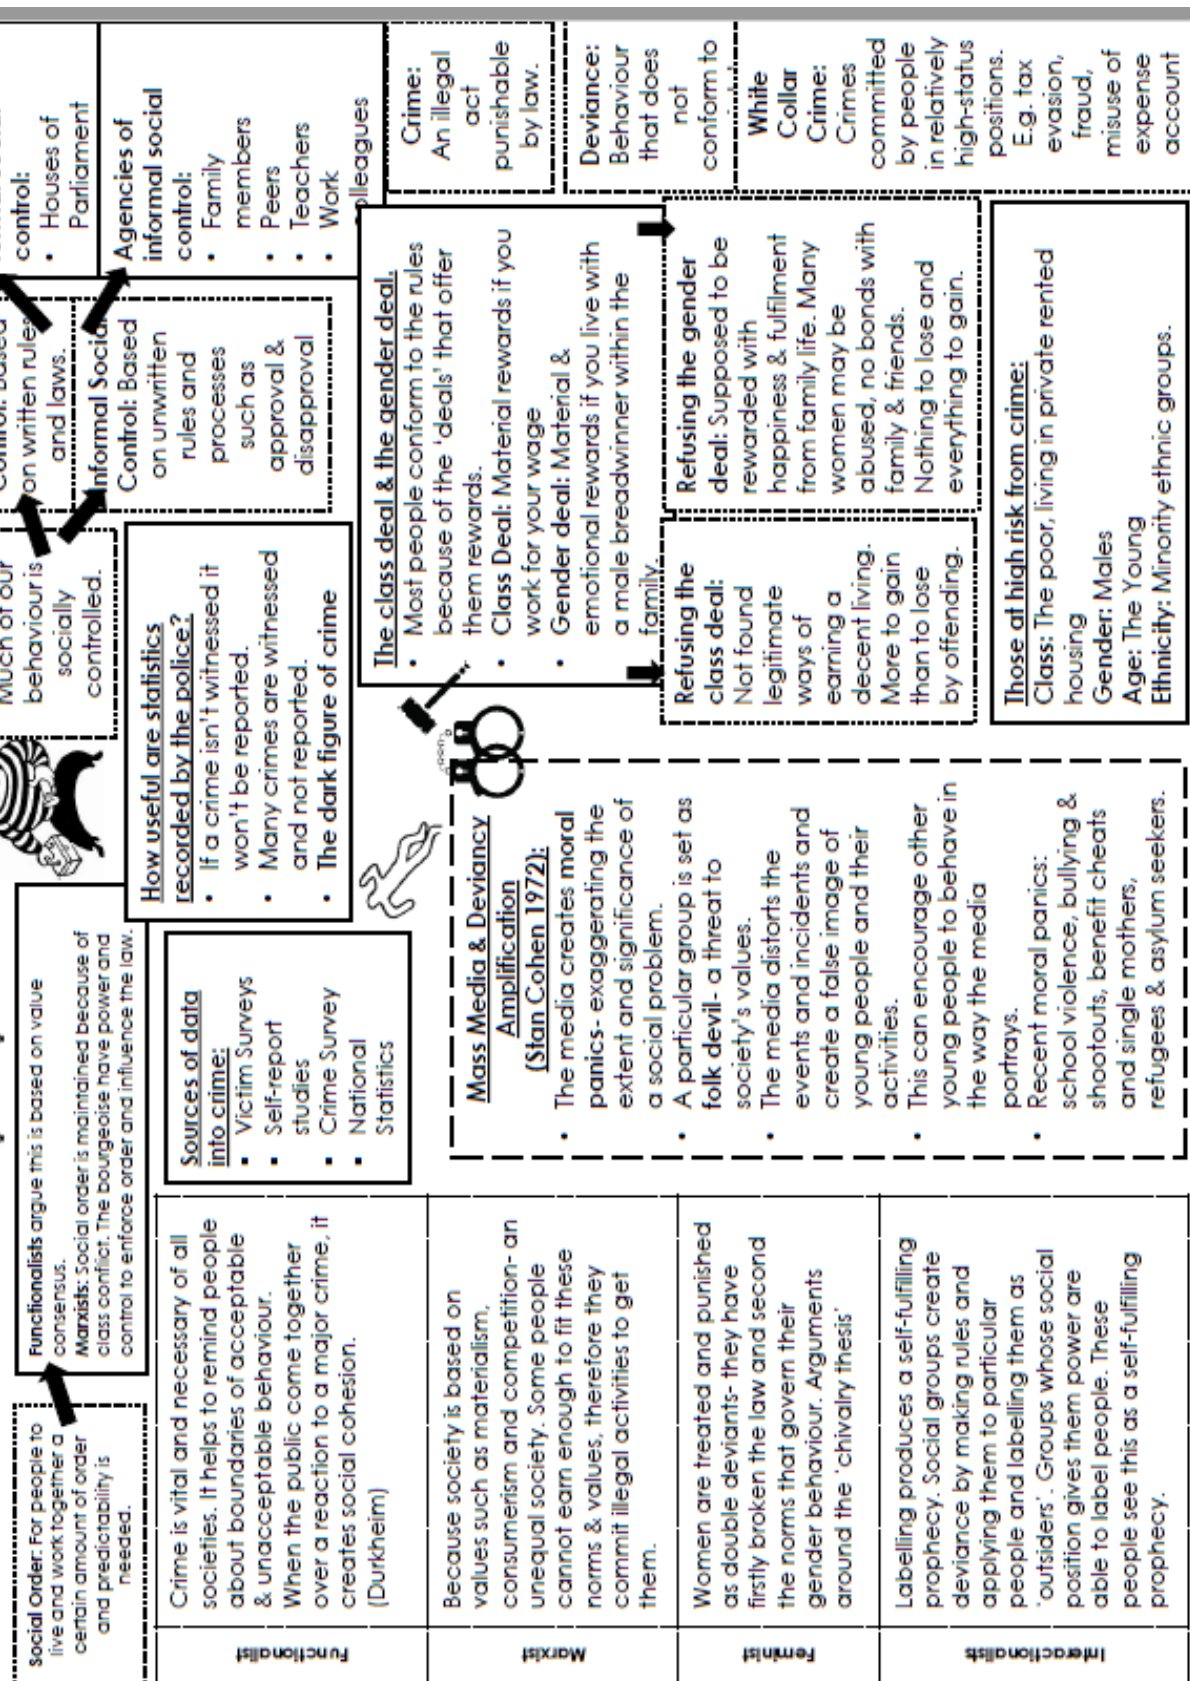 Social Order: For people to
live and work together a
certain amount of order
and predictability is
needed.
Functionalists argue this is based on value
consensus.
Marxists: Social order is maintained because of
class conflict. The bourgeoise have power and
control to enforce order and influence the law.
Much of our
behaviour is
socially
controlled.
on written rules
and laws.
Informal Social
Control: Based
on unwritten
rules and
processes
such as
approval &
disapproval
control:
• Houses of
Parliament
Agencies of
informal social
control:
• Family
members
• Peers
• Teachers
• Work
colleagues
Functionalist
Crime is vital and necessary of all
societies. It helps to remind people
about boundaries of acceptable
& unacceptable behaviour.
When the public come together
over a reaction to a major crime, it
creates social cohesion.
(Durkheim)
Marxist
Because society is based on
values such as materialism,
consumerism and competition- an
unequal society. Some people
cannot earn enough to fit these
norms & values, therefore they
commit illegal activities to get
them.
Feminist
Women are treated and punished
as double deviants- they have
firstly broken the law and second
the norms that govern their
gender behaviour. Arguments
around the 'chivalry thesis'
Interactionalists
Labelling produces a self-fulfilling
prophecy. Social groups create
deviance by making rules and
applying them to particular
people and labelling them as
'outsiders'. Groups whose social
position gives them power are
able to label people. These
people see this as a self-fulfilling
prophecy.
Sources of data
into crime:
• Victim Surveys
• Self-report
studies
• Crime Survey
• National
Statistics
How useful are statistics
recorded by the police?
• If a crime isn't witnessed it
won't be reported.
• Many crimes are witnessed
and not reported.
• The dark figure of crime
Mass Media & Deviancy
Amplification
(Stan Cohen 1972):
• The media creates moral
panics- exaggerating the
extent and significance of
a social problem.
• A particular group is set as
folk devil- a threat to
society's values.
• The media distorts the
events and incidents and
create a false image of
young people and their
activities.
• This can encourage other
young people to behave in
the way the media
portrays.
• Recent moral panics:
school violence, bullying &
shootouts, benefit cheats
and single mothers,
refugees & asylum seekers.
The class deal & the gender deal.
• Most people conform to the rules
because of the 'deals' that offer
them rewards.
• Class Deal: Material rewards if you
work for your wage
• Gender deal: Material &
emotional rewards if you live with
a male breadwinner within the
family.
Refusing the
class deal:
Not found
legitimate
ways of
earning a
decent living.
More to gain
than to lose
by offending.
Refusing the gender
deal: Supposed to be
rewarded with
happiness & fulfilment
from family life. Many
women may be
abused, no bonds with
family & friends.
Nothing to lose and
everything to gain.
Those at high risk from crime:
Class: The poor, living in private rented
housing
Gender: Males
Age: The Young
Ethnicity: Minority ethnic groups.
Crime:
An illegal
act
punishable
by law.
Deviance:
Behaviour
that does
not
conform to
White
Collar
Crime:
Crimes
committed
by people
in relatively
high-status
positions.
E.g. tax
evasion,
fraud,
misuse of
expense
account